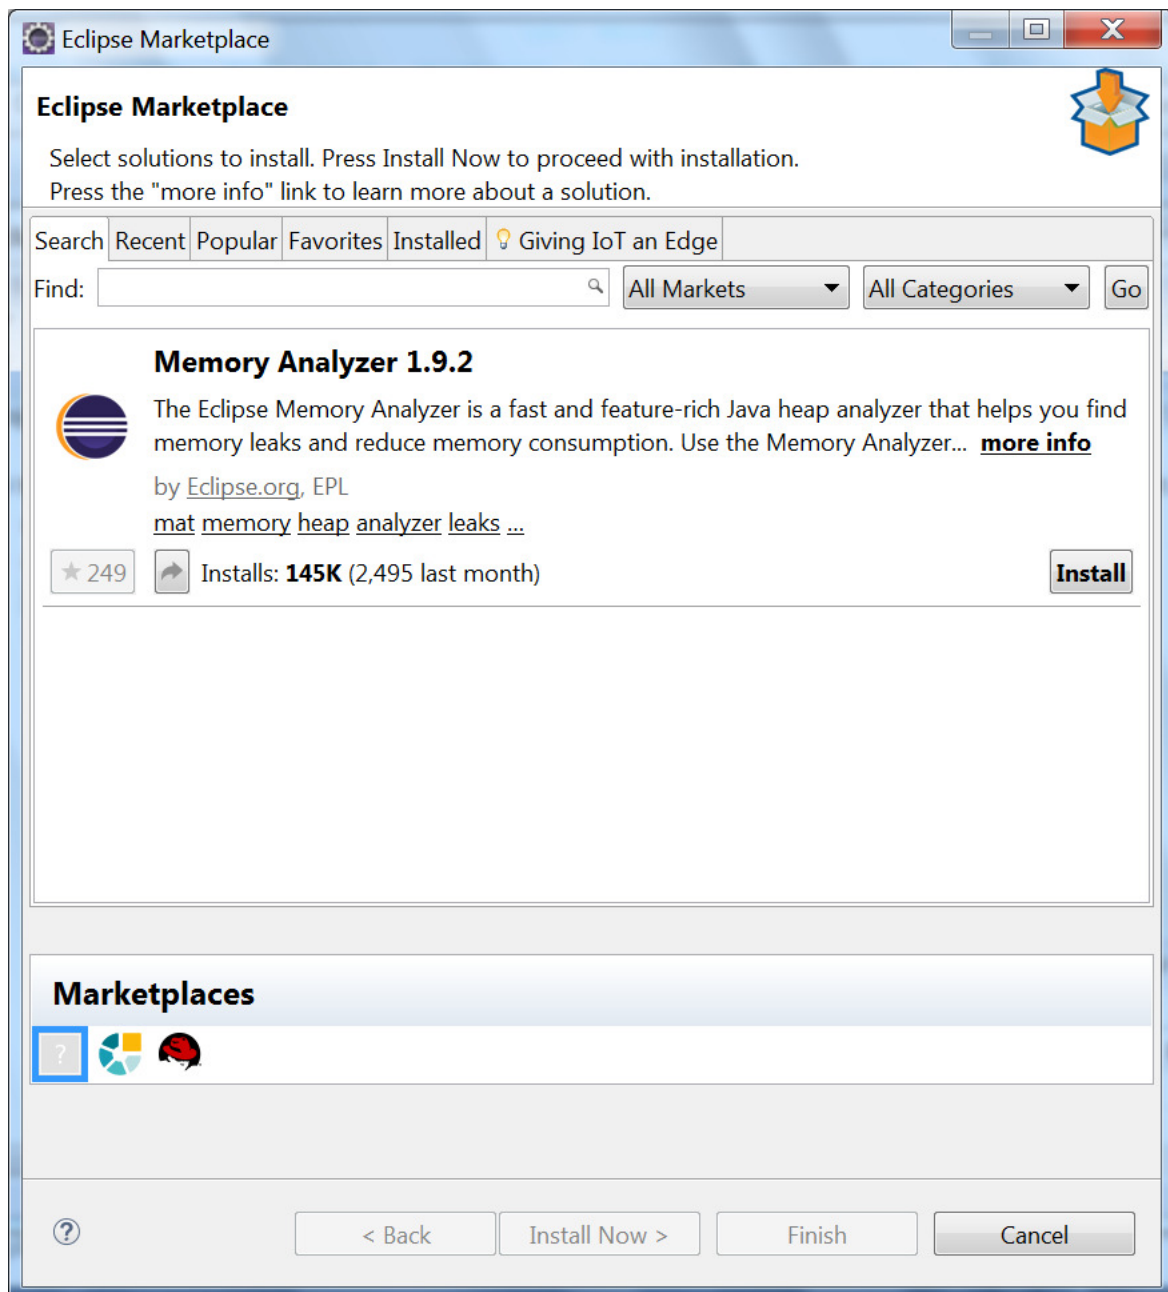 Eclipse Marketplace
Eclipse Marketplace
Select solutions to install. Press Install Now to proceed with installation.
Press the "more info" link to learn more about a solution.
Search Recent Popular Favorites Installed Giving IoT an Edge
Find: All Markets All Categories Go
Memory Analyzer 1.9.2
The Eclipse Memory Analyzer is a fast and feature-rich Java heap analyzer that helps you find
memory leaks and reduce memory consumption. Use the Memory Analyzer... more info
by Eclipse.org, EPL
mat memory heap analyzer leaks ...
249 Installs: 145K (2,495 last month) Install
Marketplaces
?
? < Back Install Now > Finish Cancel